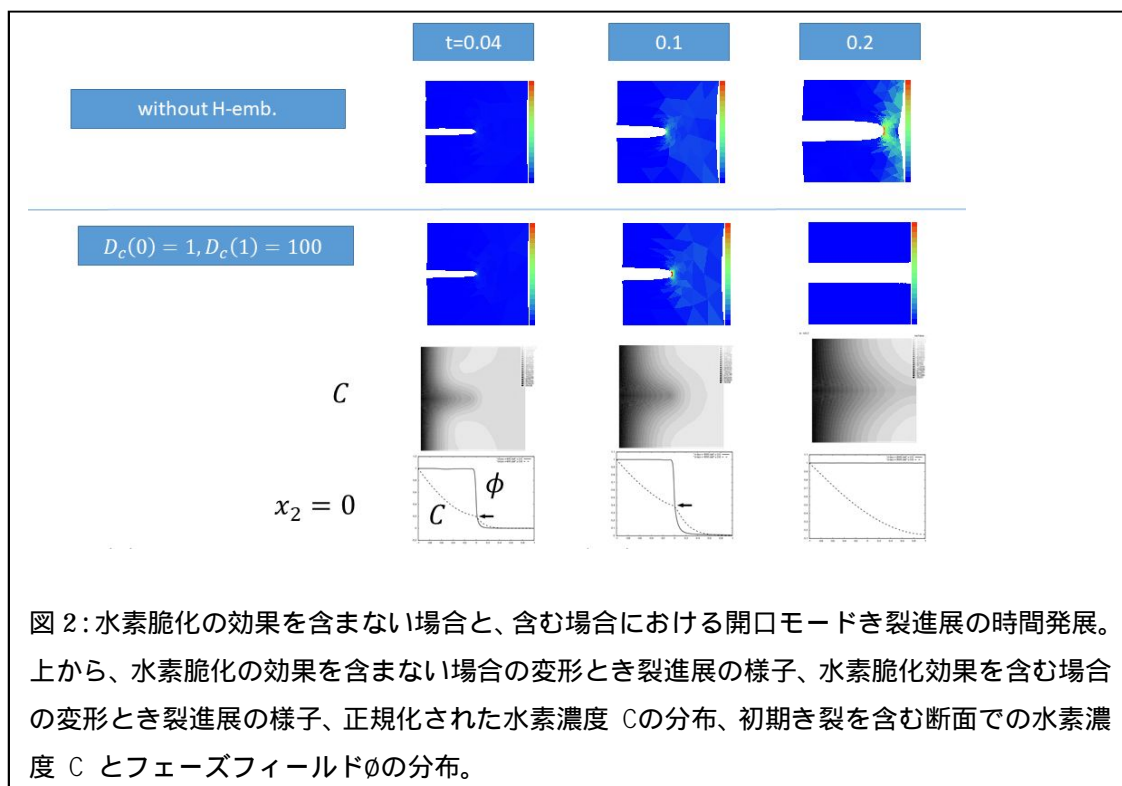 t=0.04 0.1 0.2
without H-emb.
D_c(0) = 1, D_c(1) = 100
C
x_2 = 0
ϕ
C
図 2:水素脆化の効果を含まない場合と、含む場合における開口モードき裂進展の時間発展。
上から、水素脆化の効果を含まない場合の変形とき裂進展の様子、水素脆化効果を含む場合
の変形とき裂進展の様子、正規化された水素濃度 Cの分布、初期き裂を含む断面での水素濃
度 C とフェーズフィールドøの分布。